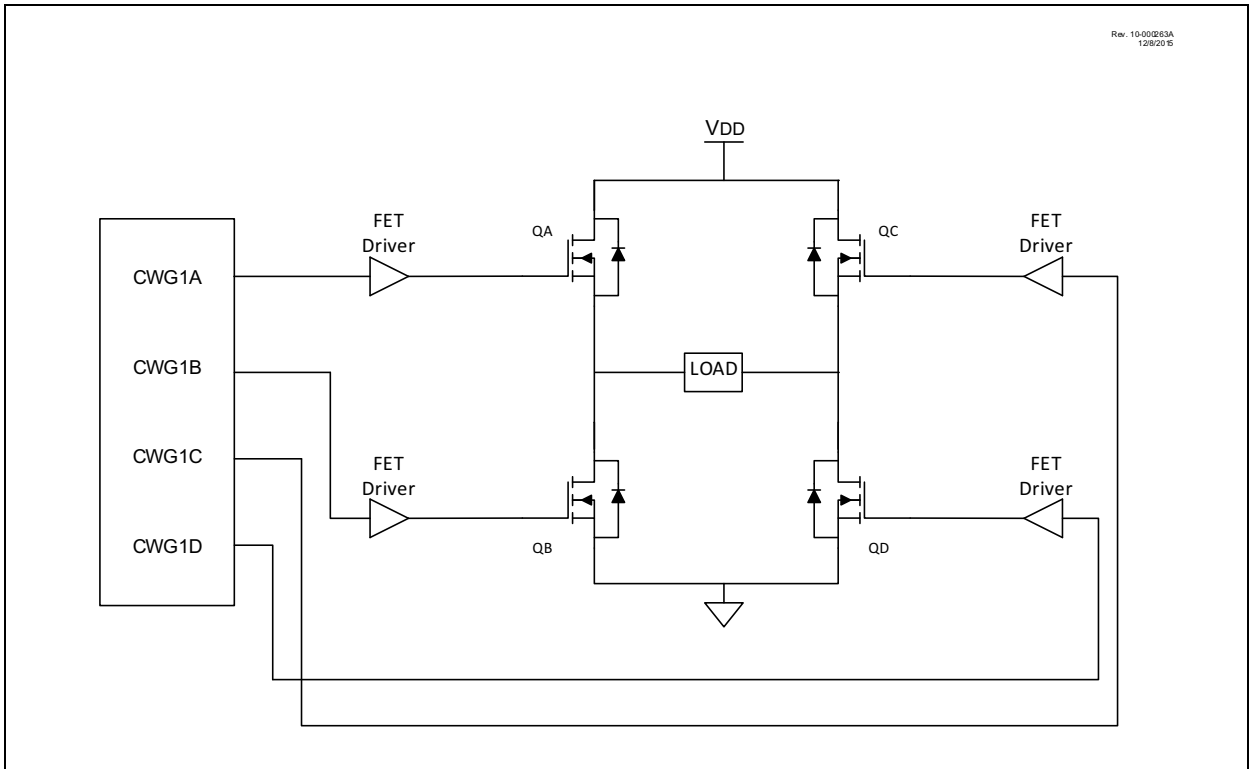 Rev. 10-000263A
12/8/2015
VDD
FET
Driver
QA
QC
FET
Driver
CWG1A
CWG1B
LOAD
CWG1C
FET
Driver
FET
Driver
CWG1D
QB
QD